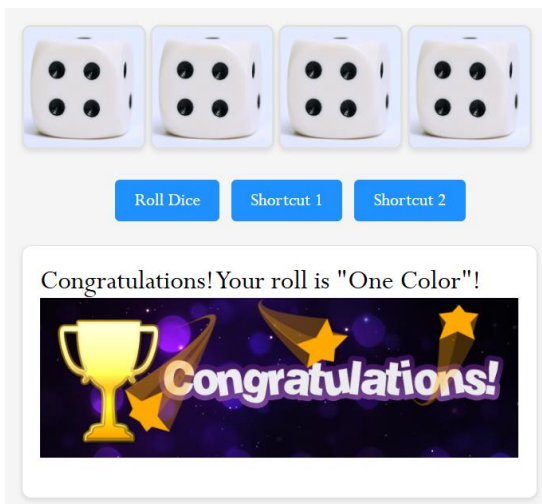 Roll Dice
Shortcut 1
Shortcut 2
Congratulations! Your roll is "One Color"!
Congratulations!